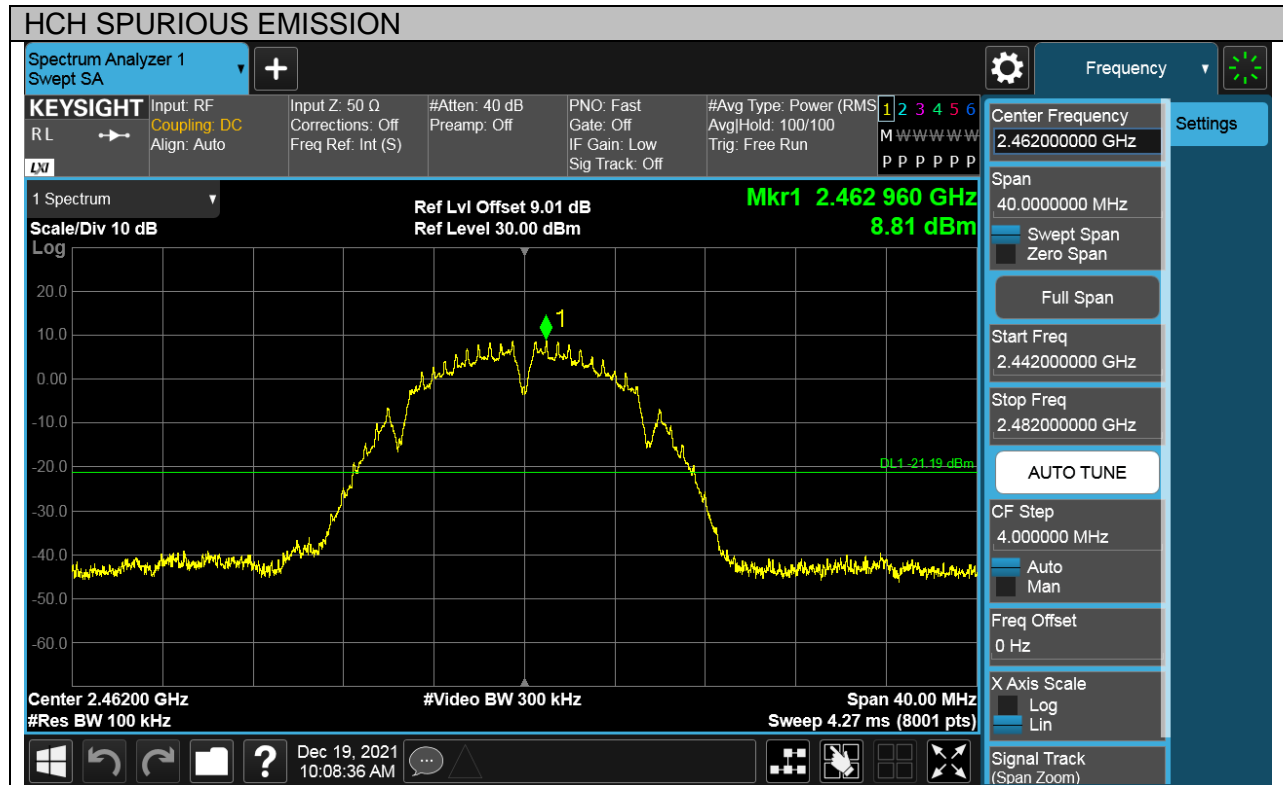 HCH SPURIOUS EMISSION
Spectrum Analyzer 1
Swept SA
+
Frequency
KEYSIGHT
R L
LXI
Input: RF
Coupling: DC
Align: Auto
Input Z: 50 Ω
Corrections: Off
Freq Ref: Int (S)
#Atten: 40 dB
Preamp: Off
PNO: Fast
Gate: Off
IF Gain: Low
Sig Track: Off
#Avg Type: Power (RMS
Avg|Hold: 100/100
Trig: Free Run
1 2 3 4 5 6
M W W W W W
P P P P P P
1 Spectrum
Scale/Div 10 dB
Log
Ref Lvl Offset 9.01 dB
Ref Level 30.00 dBm
Mkr1 2.462 960 GHz
8.81 dBm
20.0
10.0
0.00
-10.0
-20.0
-30.0
-40.0
-50.0
-60.0
1
DL1 -21.19 dBm
Center 2.46200 GHz
#Res BW 100 kHz
#Video BW 300 kHz
Span 40.00 MHz
Sweep 4.27 ms (8001 pts)
Center Frequency
2.462000000 GHz
Settings
Span
40.0000000 MHz
Swept Span
Zero Span
Full Span
Start Freq
2.442000000 GHz
Stop Freq
2.482000000 GHz
AUTO TUNE
CF Step
4.000000 MHz
Auto
Man
Freq Offset
0 Hz
X Axis Scale
Log
Lin
Signal Track
(Span Zoom)
?
Dec 19, 2021
10:08:36 AM